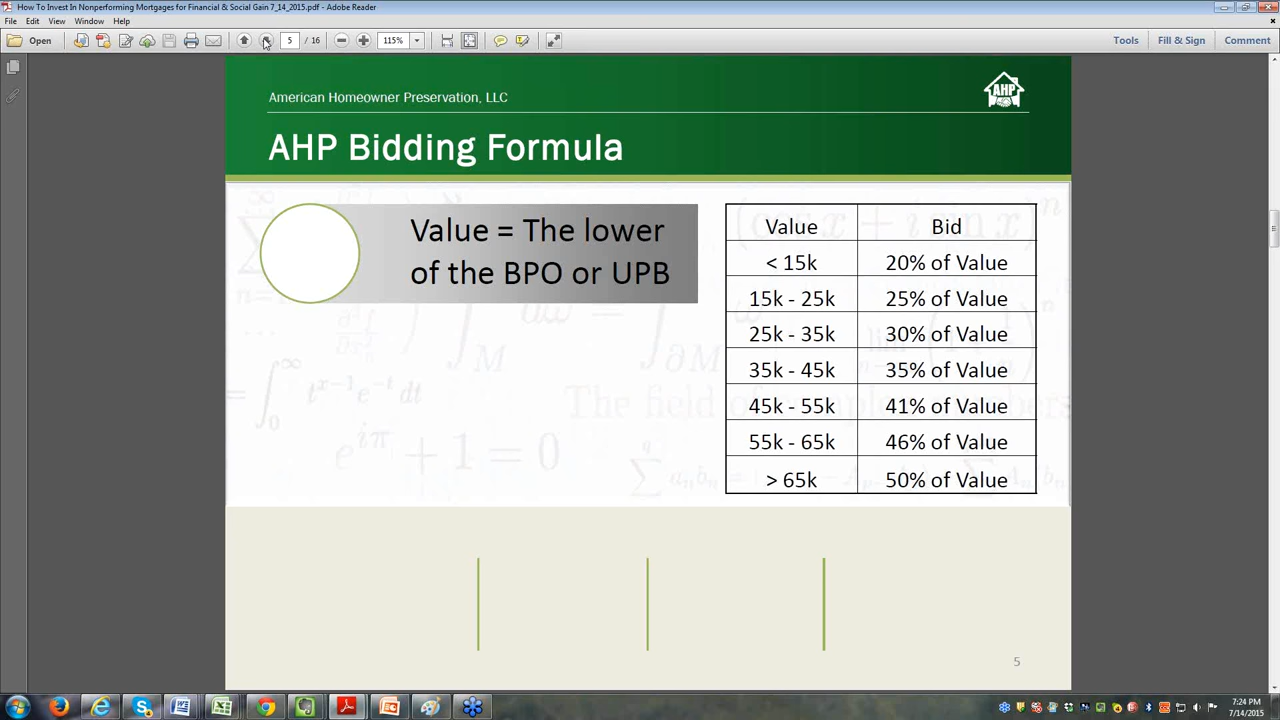 How To Invest In Nonperforming Mortgages for Financial & Social Gain 7_14_2015.pdf - Adobe Reader
File Edit View Window Help
Open 5 / 16 115% Tools Fill & Sign Comment
American Homeowner Preservation, LLC
AHP
AHP Bidding Formula
Value = The lower
of the BPO or UPB
Value Bid
< 15k 20% of Value
15k - 25k 25% of Value
25k - 35k 30% of Value
35k - 45k 35% of Value
45k - 55k 41% of Value
55k - 65k 46% of Value
> 65k 50% of Value
5
7:24 PM
7/14/2015